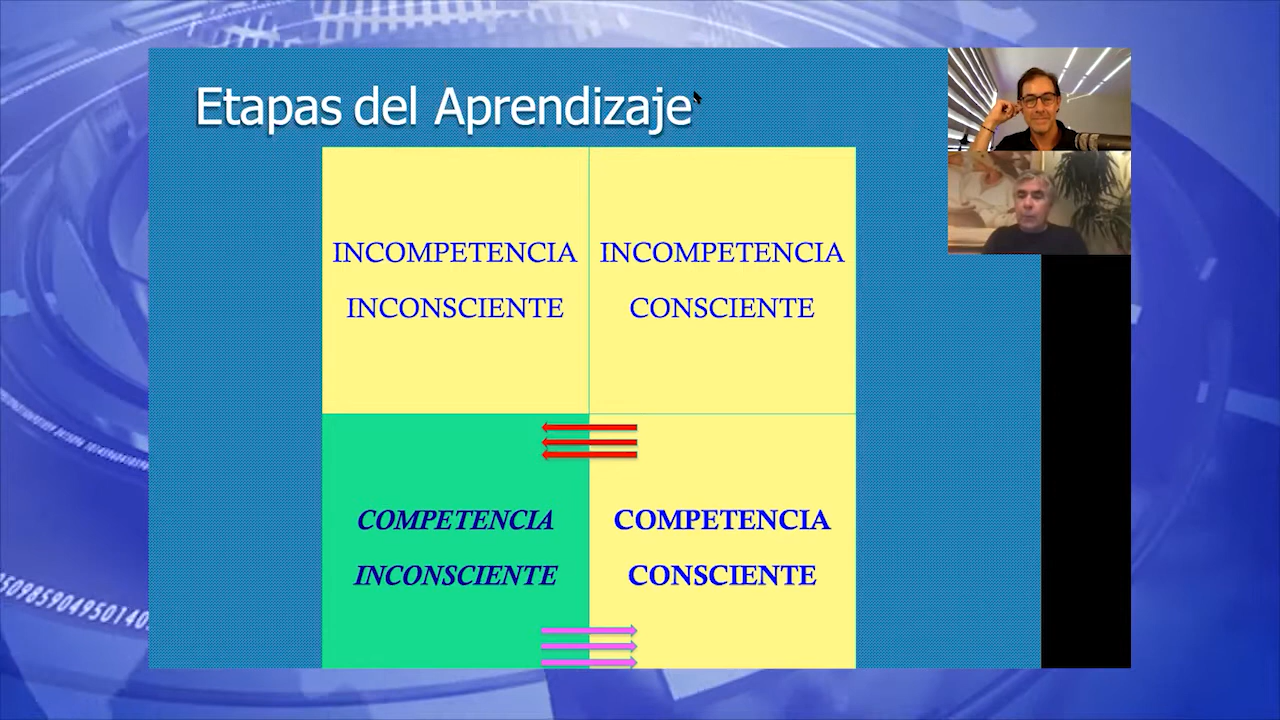 Etapas del Aprendizaje
INCOMPETENCIA
INCONSCIENTE
INCOMPETENCIA
CONSCIENTE
COMPETENCIA
INCONSCIENTE
COMPETENCIA
CONSCIENTE